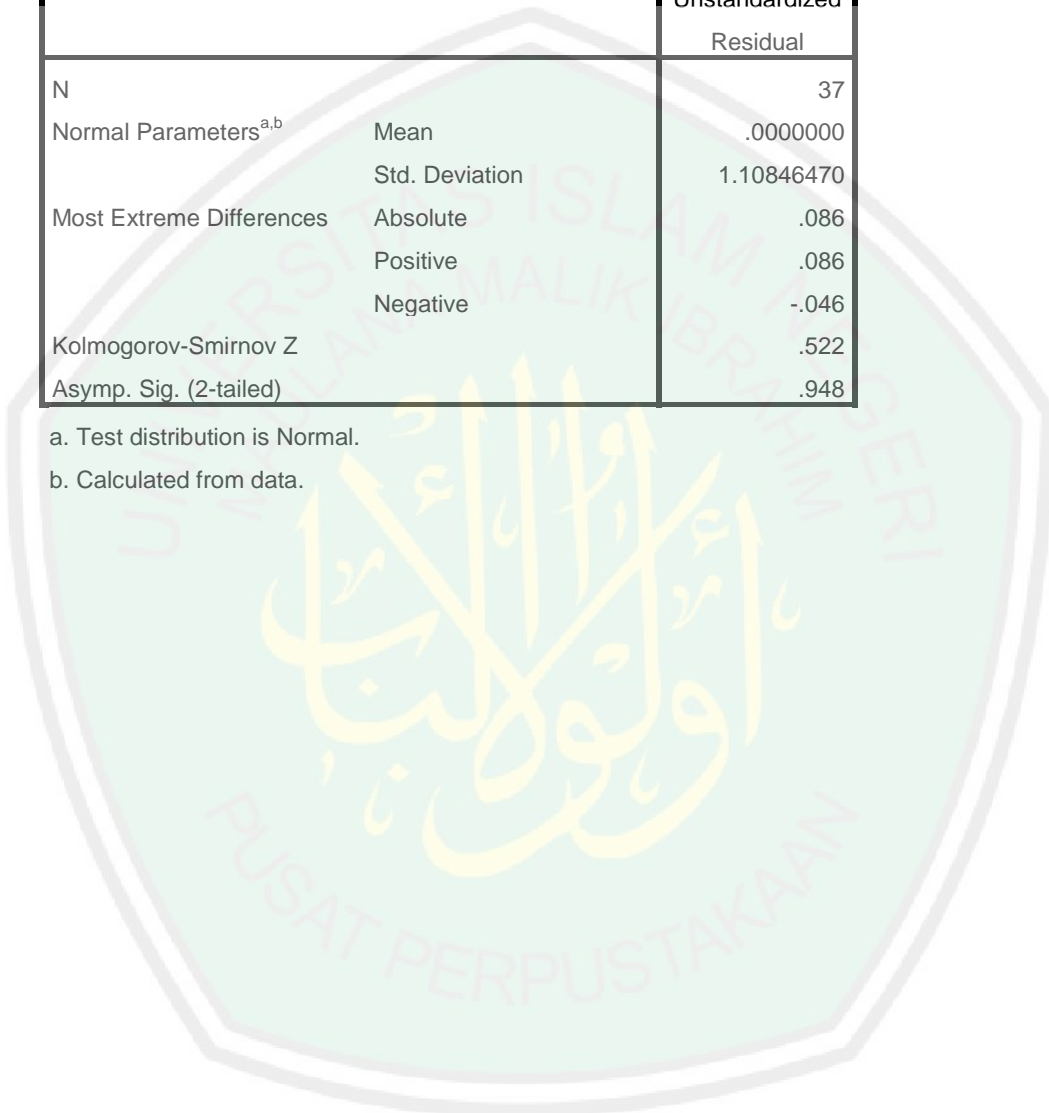 Unstandardized
Residual
N 37
Normal Parameters^a,b Mean .0000000
Std. Deviation 1.10846470
Most Extreme Differences Absolute .086
Positive .086
Negative -.046
Kolmogorov-Smirnov Z .522
Asymp. Sig. (2-tailed) .948
a. Test distribution is Normal.
b. Calculated from data.
UNIVERSITAS ISLAM NEGERI
MAULANA MALIK IBRAHIM
PUSAT PERPUSTAKAAN